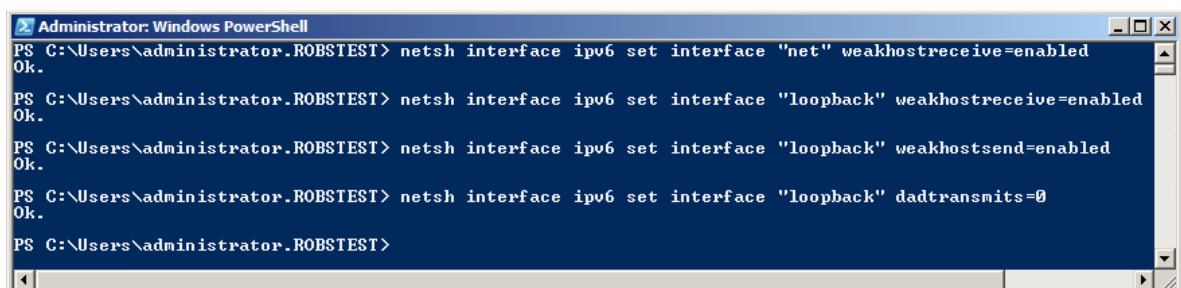 Administrator: Windows PowerShell
PS C:\Users\administrator.ROBSTEST> netsh interface ipv6 set interface "net" weakhostreceive=enabled
Ok.
PS C:\Users\administrator.ROBSTEST> netsh interface ipv6 set interface "loopback" weakhostreceive=enabled
Ok.
PS C:\Users\administrator.ROBSTEST> netsh interface ipv6 set interface "loopback" weakhostsend=enabled
Ok.
PS C:\Users\administrator.ROBSTEST> netsh interface ipv6 set interface "loopback" dadtransmits=0
Ok.
PS C:\Users\administrator.ROBSTEST>